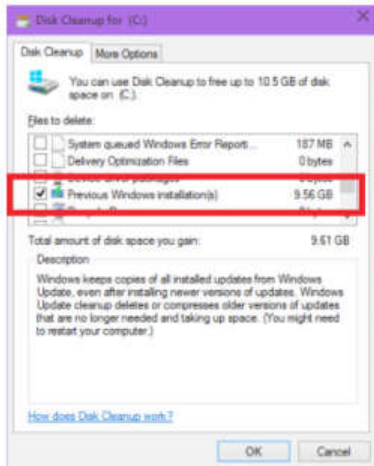 Disk Cleanup for (C:)
Disk Cleanup More Options
You can use Disk Cleanup to free up to 10.5 GB of disk
space on (C:).
Files to delete:
System queued Windows Error Reporti... 187 MB
Delivery Optimization Files 0 bytes
Previous Windows installation(s) 9.56 GB
Total amount of disk space you gain: 9.61 GB
Description
Windows keeps copies of all installed updates from Windows
Update, even after installing newer versions of updates. Windows
Update cleanup deletes or compresses older versions of updates
that are no longer needed and taking up space. (You might need
to restart your computer.)
How does Disk Cleanup work?
OK Cancel